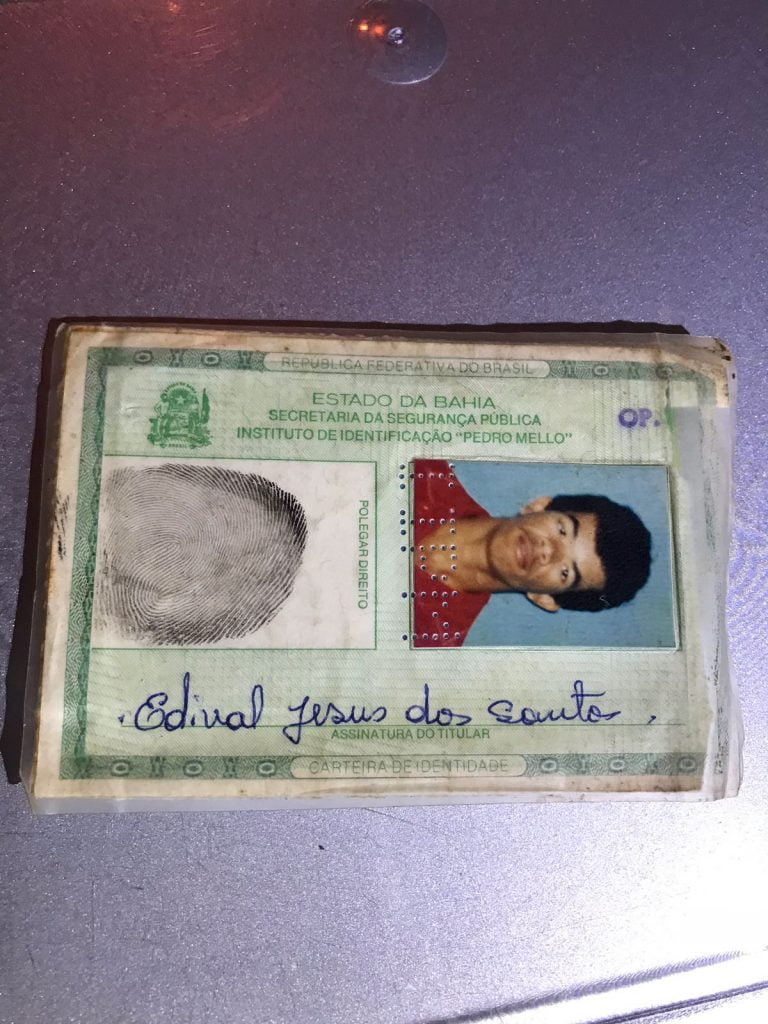 REPÚBLICA FEDERATIVA DO BRASIL
ESTADO DA BAHIA
SECRETARIA DA SEGURANÇA PÚBLICA
INSTITUTO DE IDENTIFICAÇÃO "PEDRO MELLO"
OP.
BRASIL
POLEGAR DIREITO
Edival Jesus dos Santos
ASSINATURA DO TITULAR
CARTEIRA DE IDENTIDADE